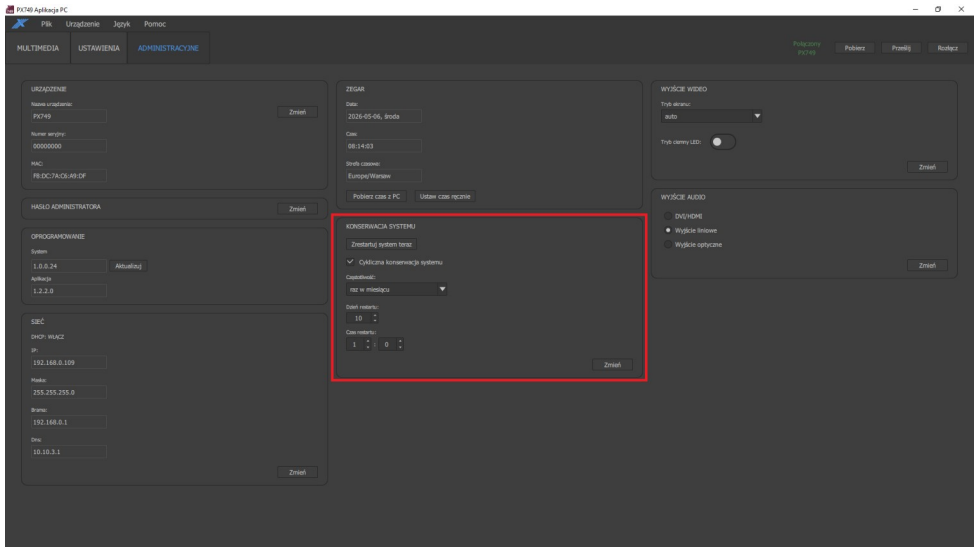 PX749 Aplikacja PC
Plik Urządzenie Język Pomoc
MULTIMEDIA USTAWIENIA ADMINISTRACYJNE
Połączony
PX749
Pobierz Prześlij Rozłącz
URZĄDZENIE
Nazwa urządzenia:
PX749
Zmień
Numer seryjny:
00000000
MAC:
F8:DC:7A:C6:A9:DF
HASŁO ADMINISTRATORA
Zmień
OPROGRAMOWANIE
System
1.0.0.24
Aktualizuj
Aplikacja
1.2.2.0
SIEĆ
DHCP: WŁĄCZ
IP:
192.168.0.109
Maska:
255.255.255.0
Brama:
192.168.0.1
Dns:
10.10.3.1
Zmień
ZEGAR
Data:
2026-05-06, środa
Czas:
08:14:03
Strefa czasowa:
Europe/Warsaw
Pobierz czas z PC Ustaw czas ręcznie
KONSERWACJA SYSTEMU
Zrestartuj system teraz
Cykliczna konserwacja systemu
Częstotliwość:
raz w miesiącu
Dzień restartu:
10
Czas restartu:
1 : 0
Zmień
WYJŚCIE WIDEO
Tryb ekranu:
auto
Tryb ciemny LED:
Zmień
WYJŚCIE AUDIO
DVI/HDMI
Wyjście liniowe
Wyjście optyczne
Zmień